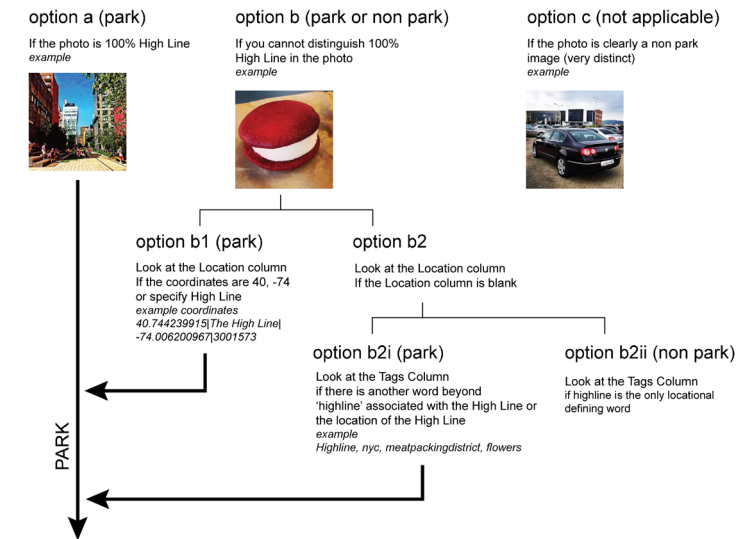 option a (park)
If the photo is 100% High Line
example
option b (park or non park)
If you cannot distinguish 100%
High Line in the photo
example
option c (not applicable)
If the photo is clearly a non park
image (very distinct)
example
option b1 (park)
Look at the Location column
If the coordinates are 40, -74
or specify High Line
example coordinates
40.744239915|The High Line|
-74.006200967|3001573
option b2
Look at the Location column
If the Location column is blank
option b2i (park)
Look at the Tags Column
if there is another word beyond
‘highline’ associated with the High Line or
the location of the High Line
example
Highline, nyc, meatpackingdistrict, flowers
option b2ii (non park)
Look at the Tags Column
if highline is the only locational
defining word
PARK